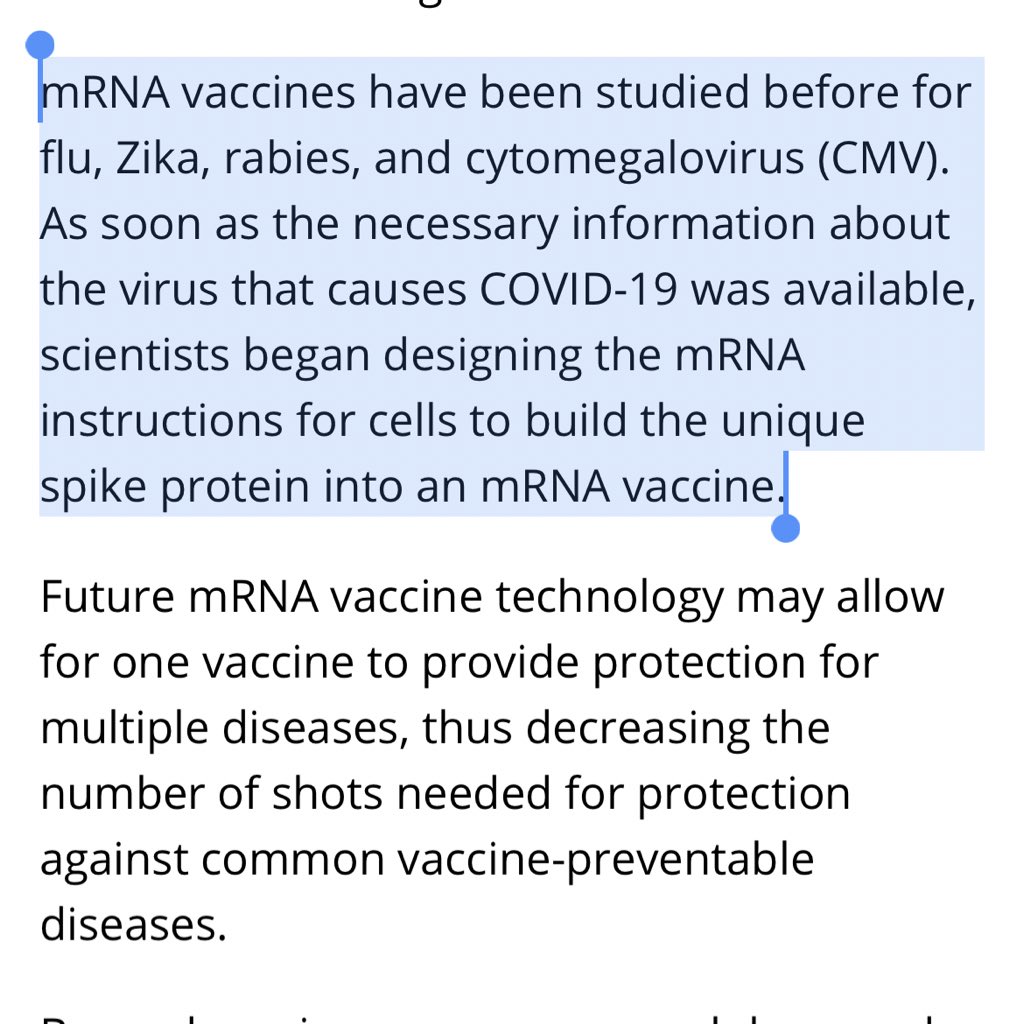 mRNA vaccines have been studied before for
flu, Zika, rabies, and cytomegalovirus (CMV).
As soon as the necessary information about
the virus that causes COVID-19 was available,
scientists began designing the mRNA
instructions for cells to build the unique
spike protein into an mRNA vaccine.
Future mRNA vaccine technology may allow
for one vaccine to provide protection for
multiple diseases, thus decreasing the
number of shots needed for protection
against common vaccine-preventable
diseases.